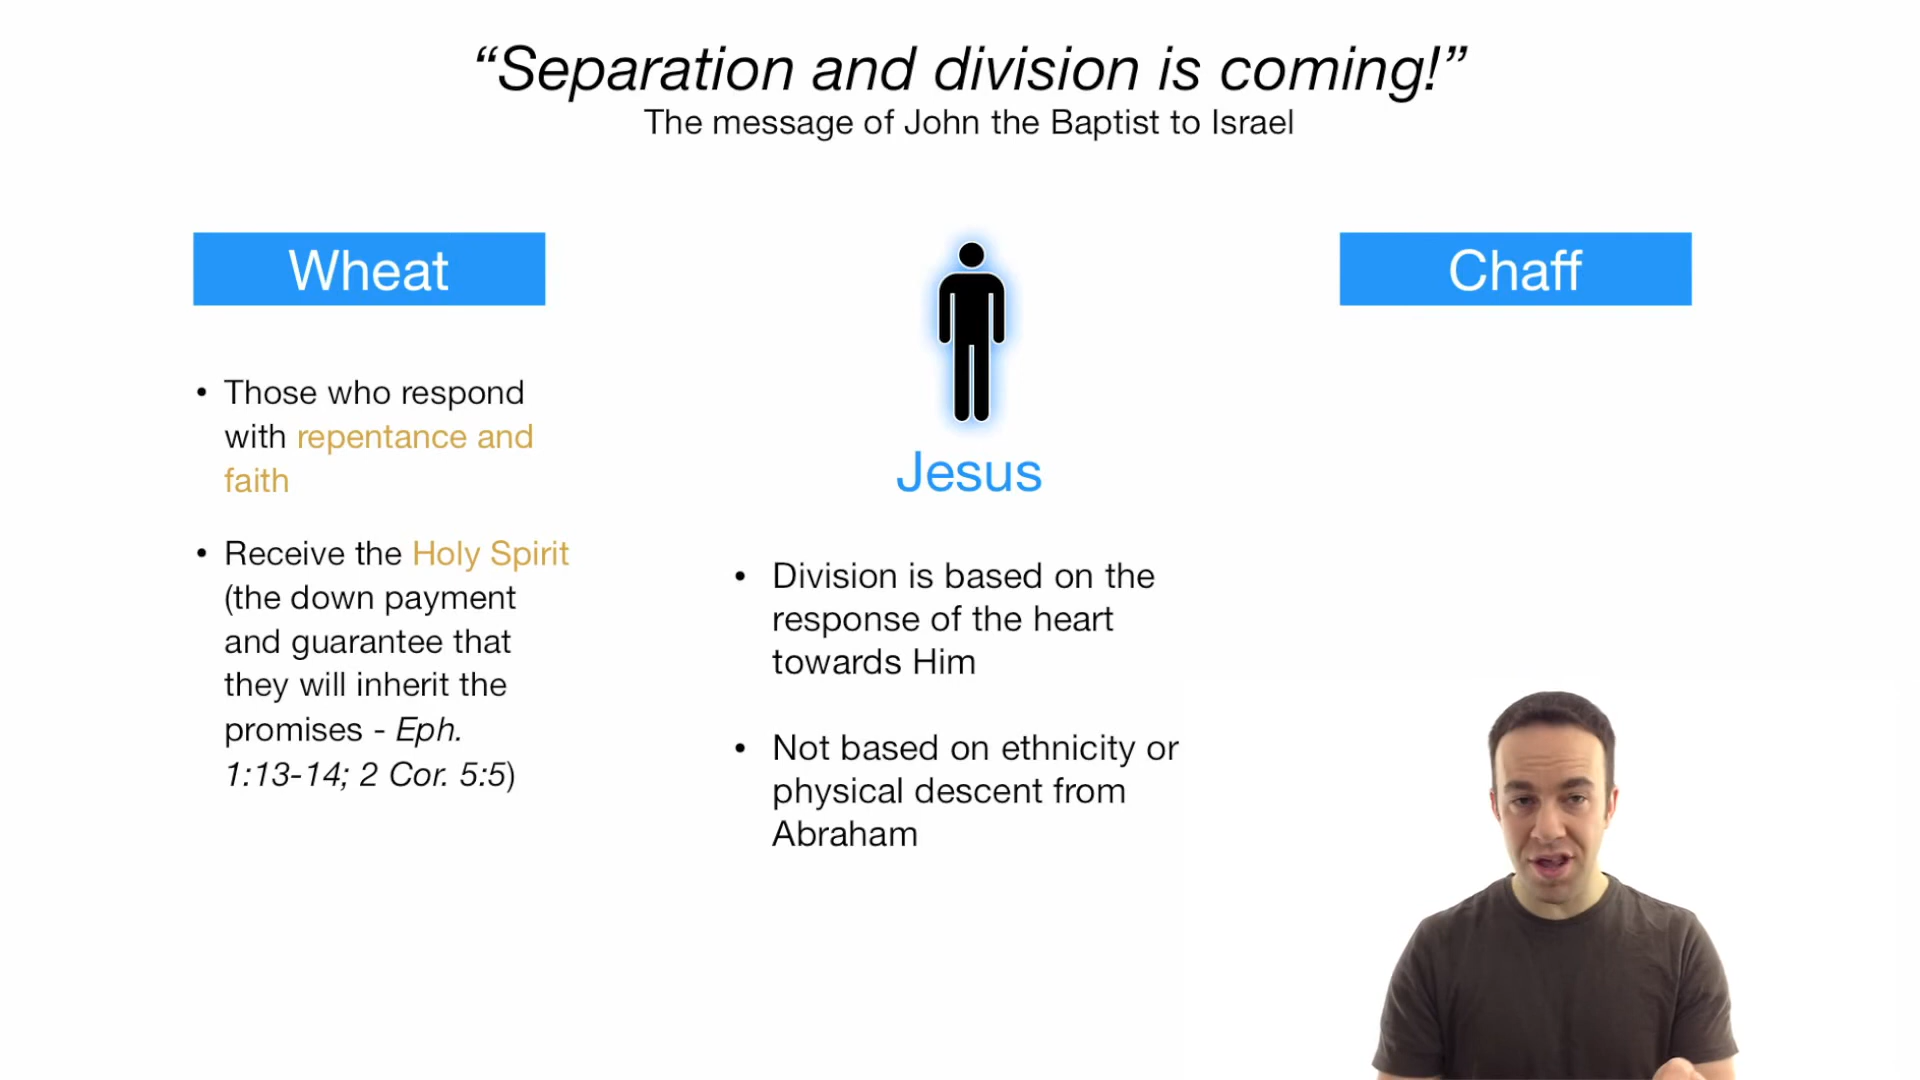 “Separation and division is coming!”
The message of John the Baptist to Israel
Wheat
• Those who respond
with repentance and
faith
• Receive the Holy Spirit
(the down payment
and guarantee that
they will inherit the
promises - Eph.
1:13-14; 2 Cor. 5:5)
Jesus
• Division is based on the
response of the heart
towards Him
• Not based on ethnicity or
physical descent from
Abraham
Chaff